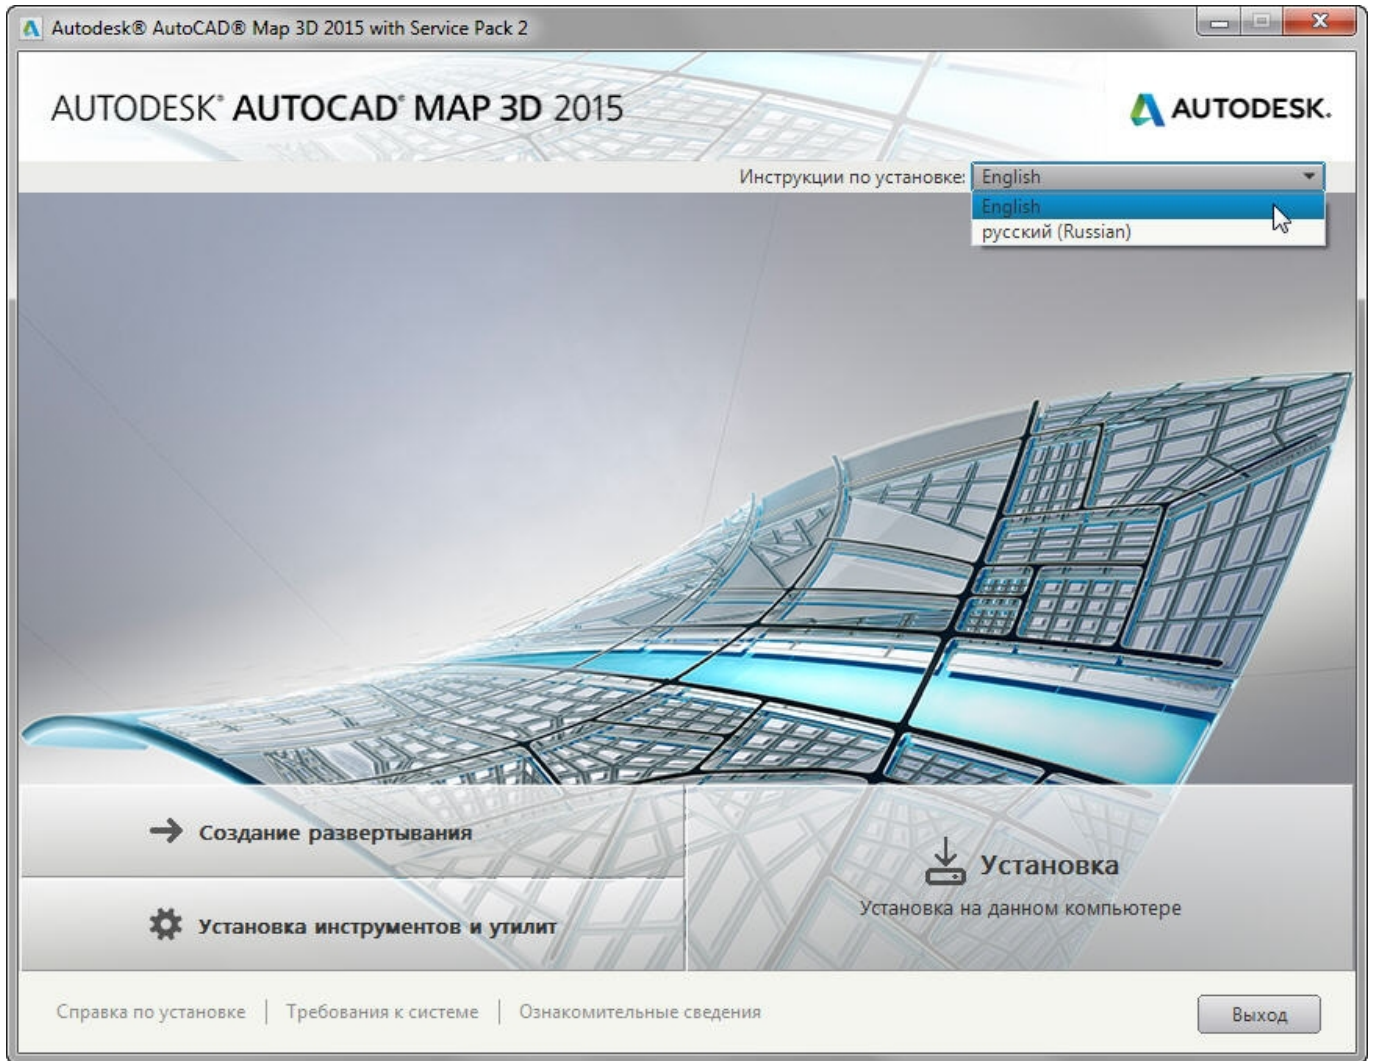 Autodesk® AutoCAD® Map 3D 2015 with Service Pack 2
AUTODESK® AUTOCAD® MAP 3D 2015
AUTODESK.
Инструкции по установке: English
English
русский (Russian)
Создание развертывания
Установка инструментов и утилит
Установка
Установка на данном компьютере
Справка по установке | Требования к системе | Ознакомительные сведения
Выход